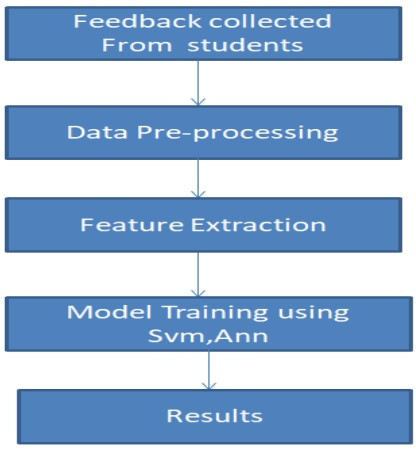 Feedback collected
From students
Data Pre-processing
Feature Extraction
Model Training using
Svm,Ann
Results